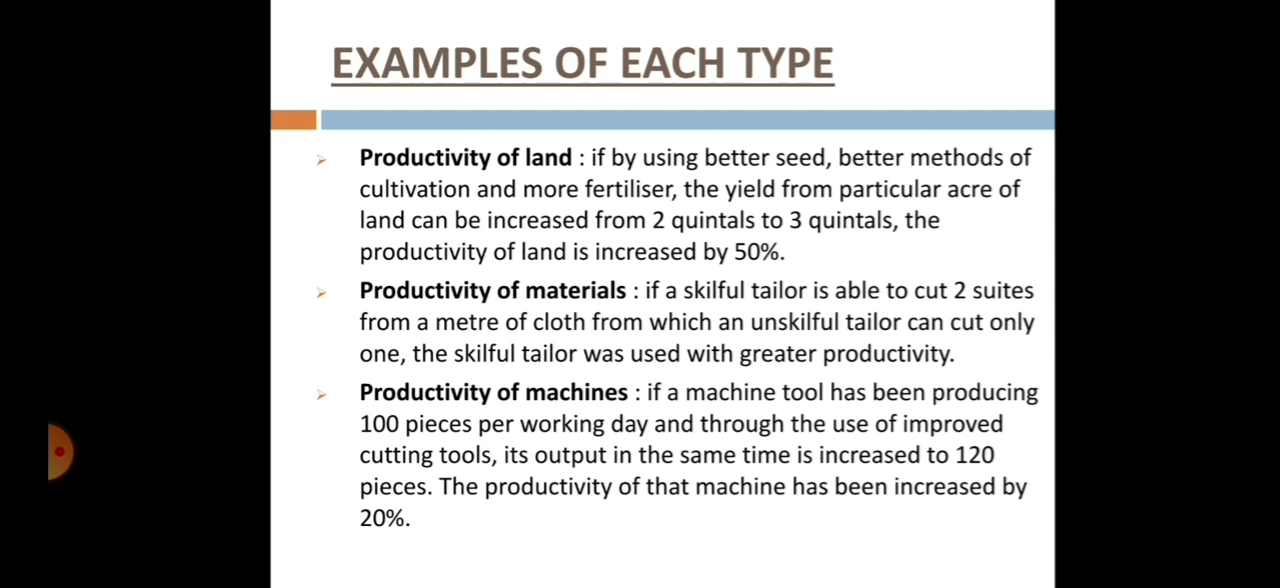 EXAMPLES OF EACH TYPE
Productivity of land : if by using better seed, better methods of
cultivation and more fertiliser, the yield from particular acre of
land can be increased from 2 quintals to 3 quintals, the
productivity of land is increased by 50%.
Productivity of materials : if a skilful tailor is able to cut 2 suites
from a metre of cloth from which an unskilful tailor can cut only
one, the skilful tailor was used with greater productivity.
Productivity of machines : if a machine tool has been producing
100 pieces per working day and through the use of improved
cutting tools, its output in the same time is increased to 120
pieces. The productivity of that machine has been increased by
20%.